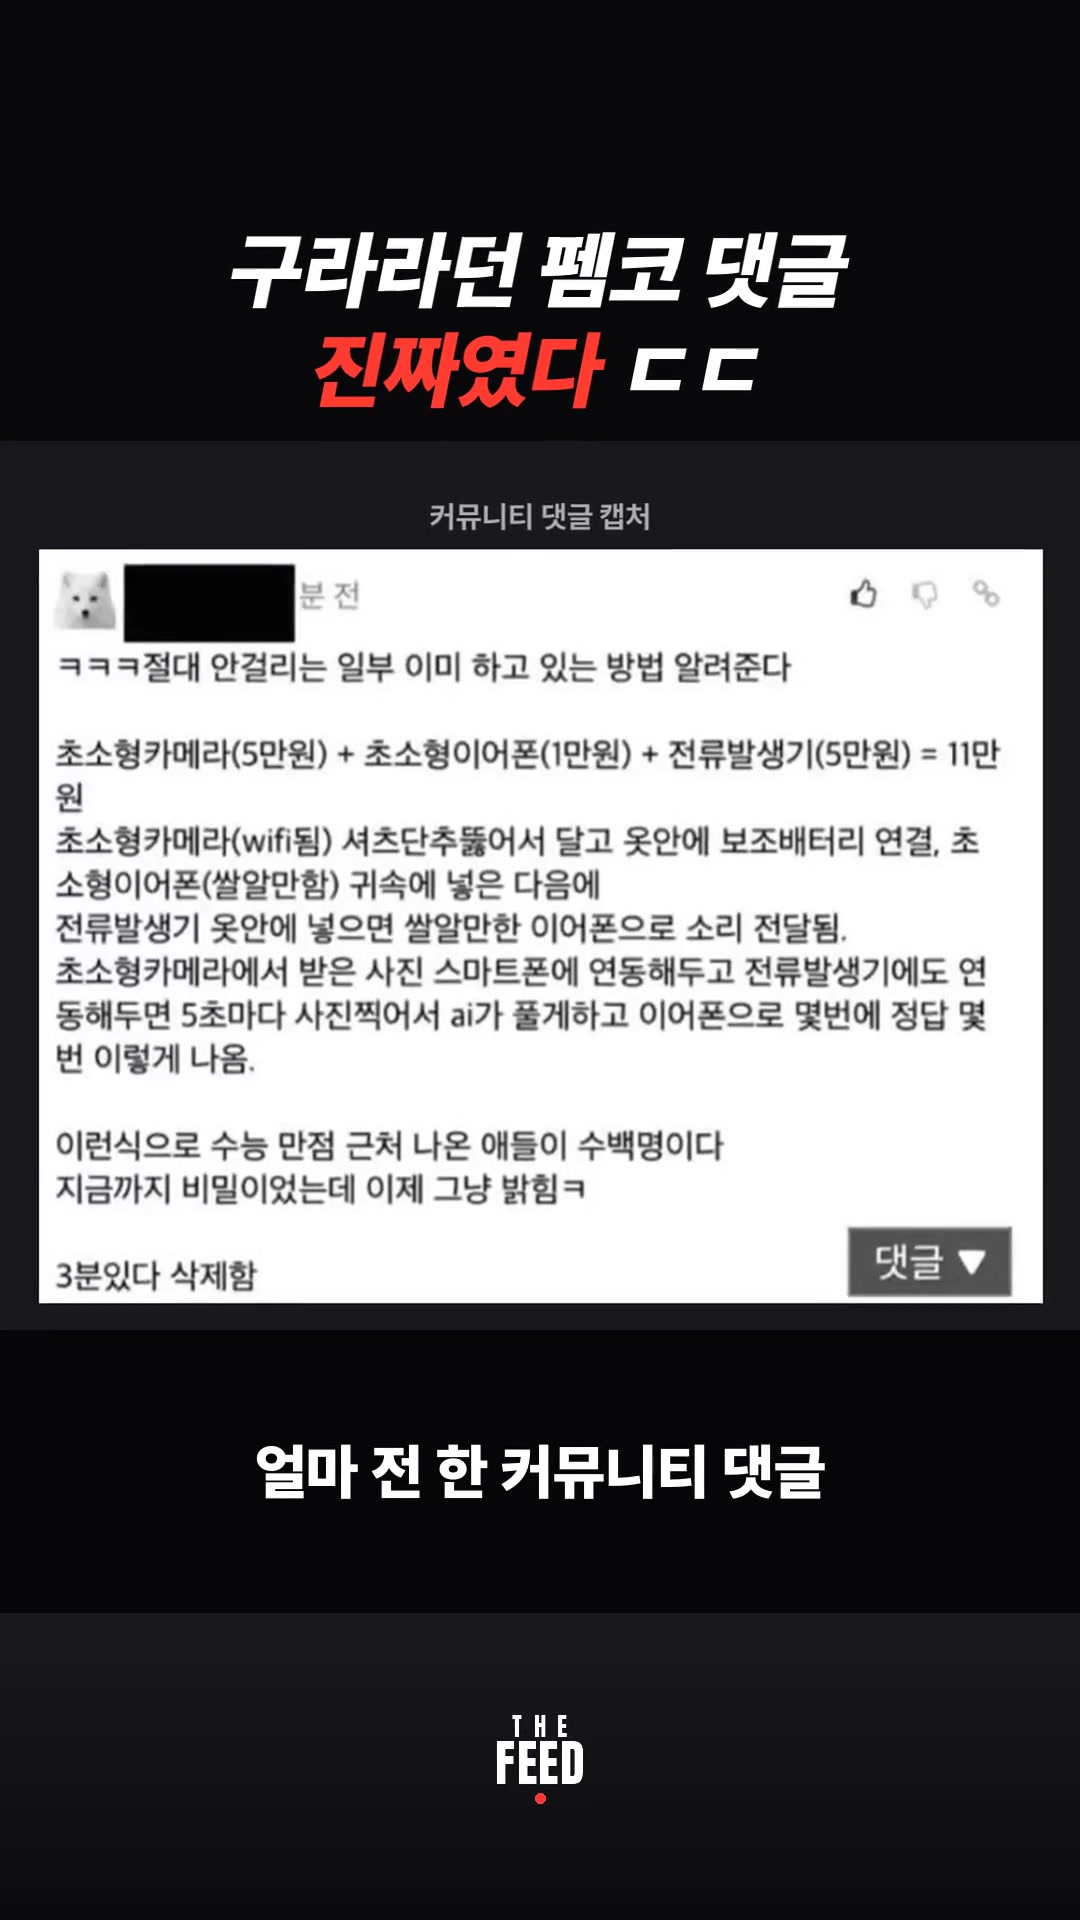 구라라던 펨코 댓글
진짜였다 ㄷㄷ
커뮤니티 댓글 캡처
분 전
ㅋㅋㅋ절대 안걸리는 일부 이미 하고 있는 방법 알려준다
초소형카메라(5만원) + 초소형이어폰(1만원) + 전류발생기(5만원) = 11만
원
초소형카메라(wifi됨) 셔츠단추뚫어서 달고 옷안에 보조배터리 연결, 초
소형이어폰(쌀알만함) 귀속에 넣은 다음에
전류발생기 옷안에 넣으면 쌀알만한 이어폰으로 소리 전달됨.
초소형카메라에서 받은 사진 스마트폰에 연동해두고 전류발생기에도 연
동해두면 5초마다 사진찍어서 ai가 풀게하고 이어폰으로 몇번에 정답 몇
번 이렇게 나옴.
이런식으로 수능 만점 근처 나온 애들이 수백명이다
지금까지 비밀이었는데 이제 그냥 밝힘ㅋ
3분있다 삭제함
댓글 ▼
얼마 전 한 커뮤니티 댓글
THE
FEED